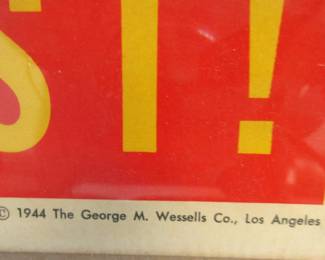 ST!
© 1944 The George M. Wessells Co., Los Angeles